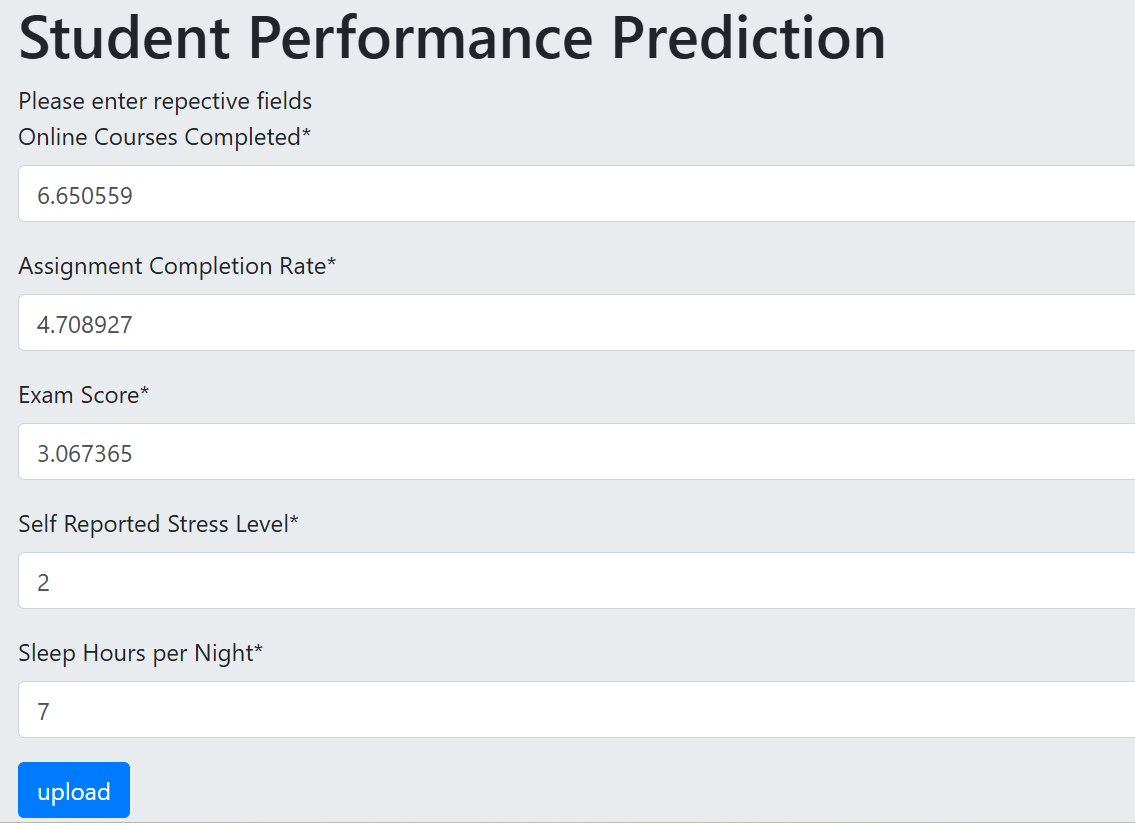 Student Performance Prediction
Please enter repective fields
Online Courses Completed*
6.650559
Assignment Completion Rate*
4.708927
Exam Score*
3.067365
Self Reported Stress Level*
2
Sleep Hours per Night*
7
upload